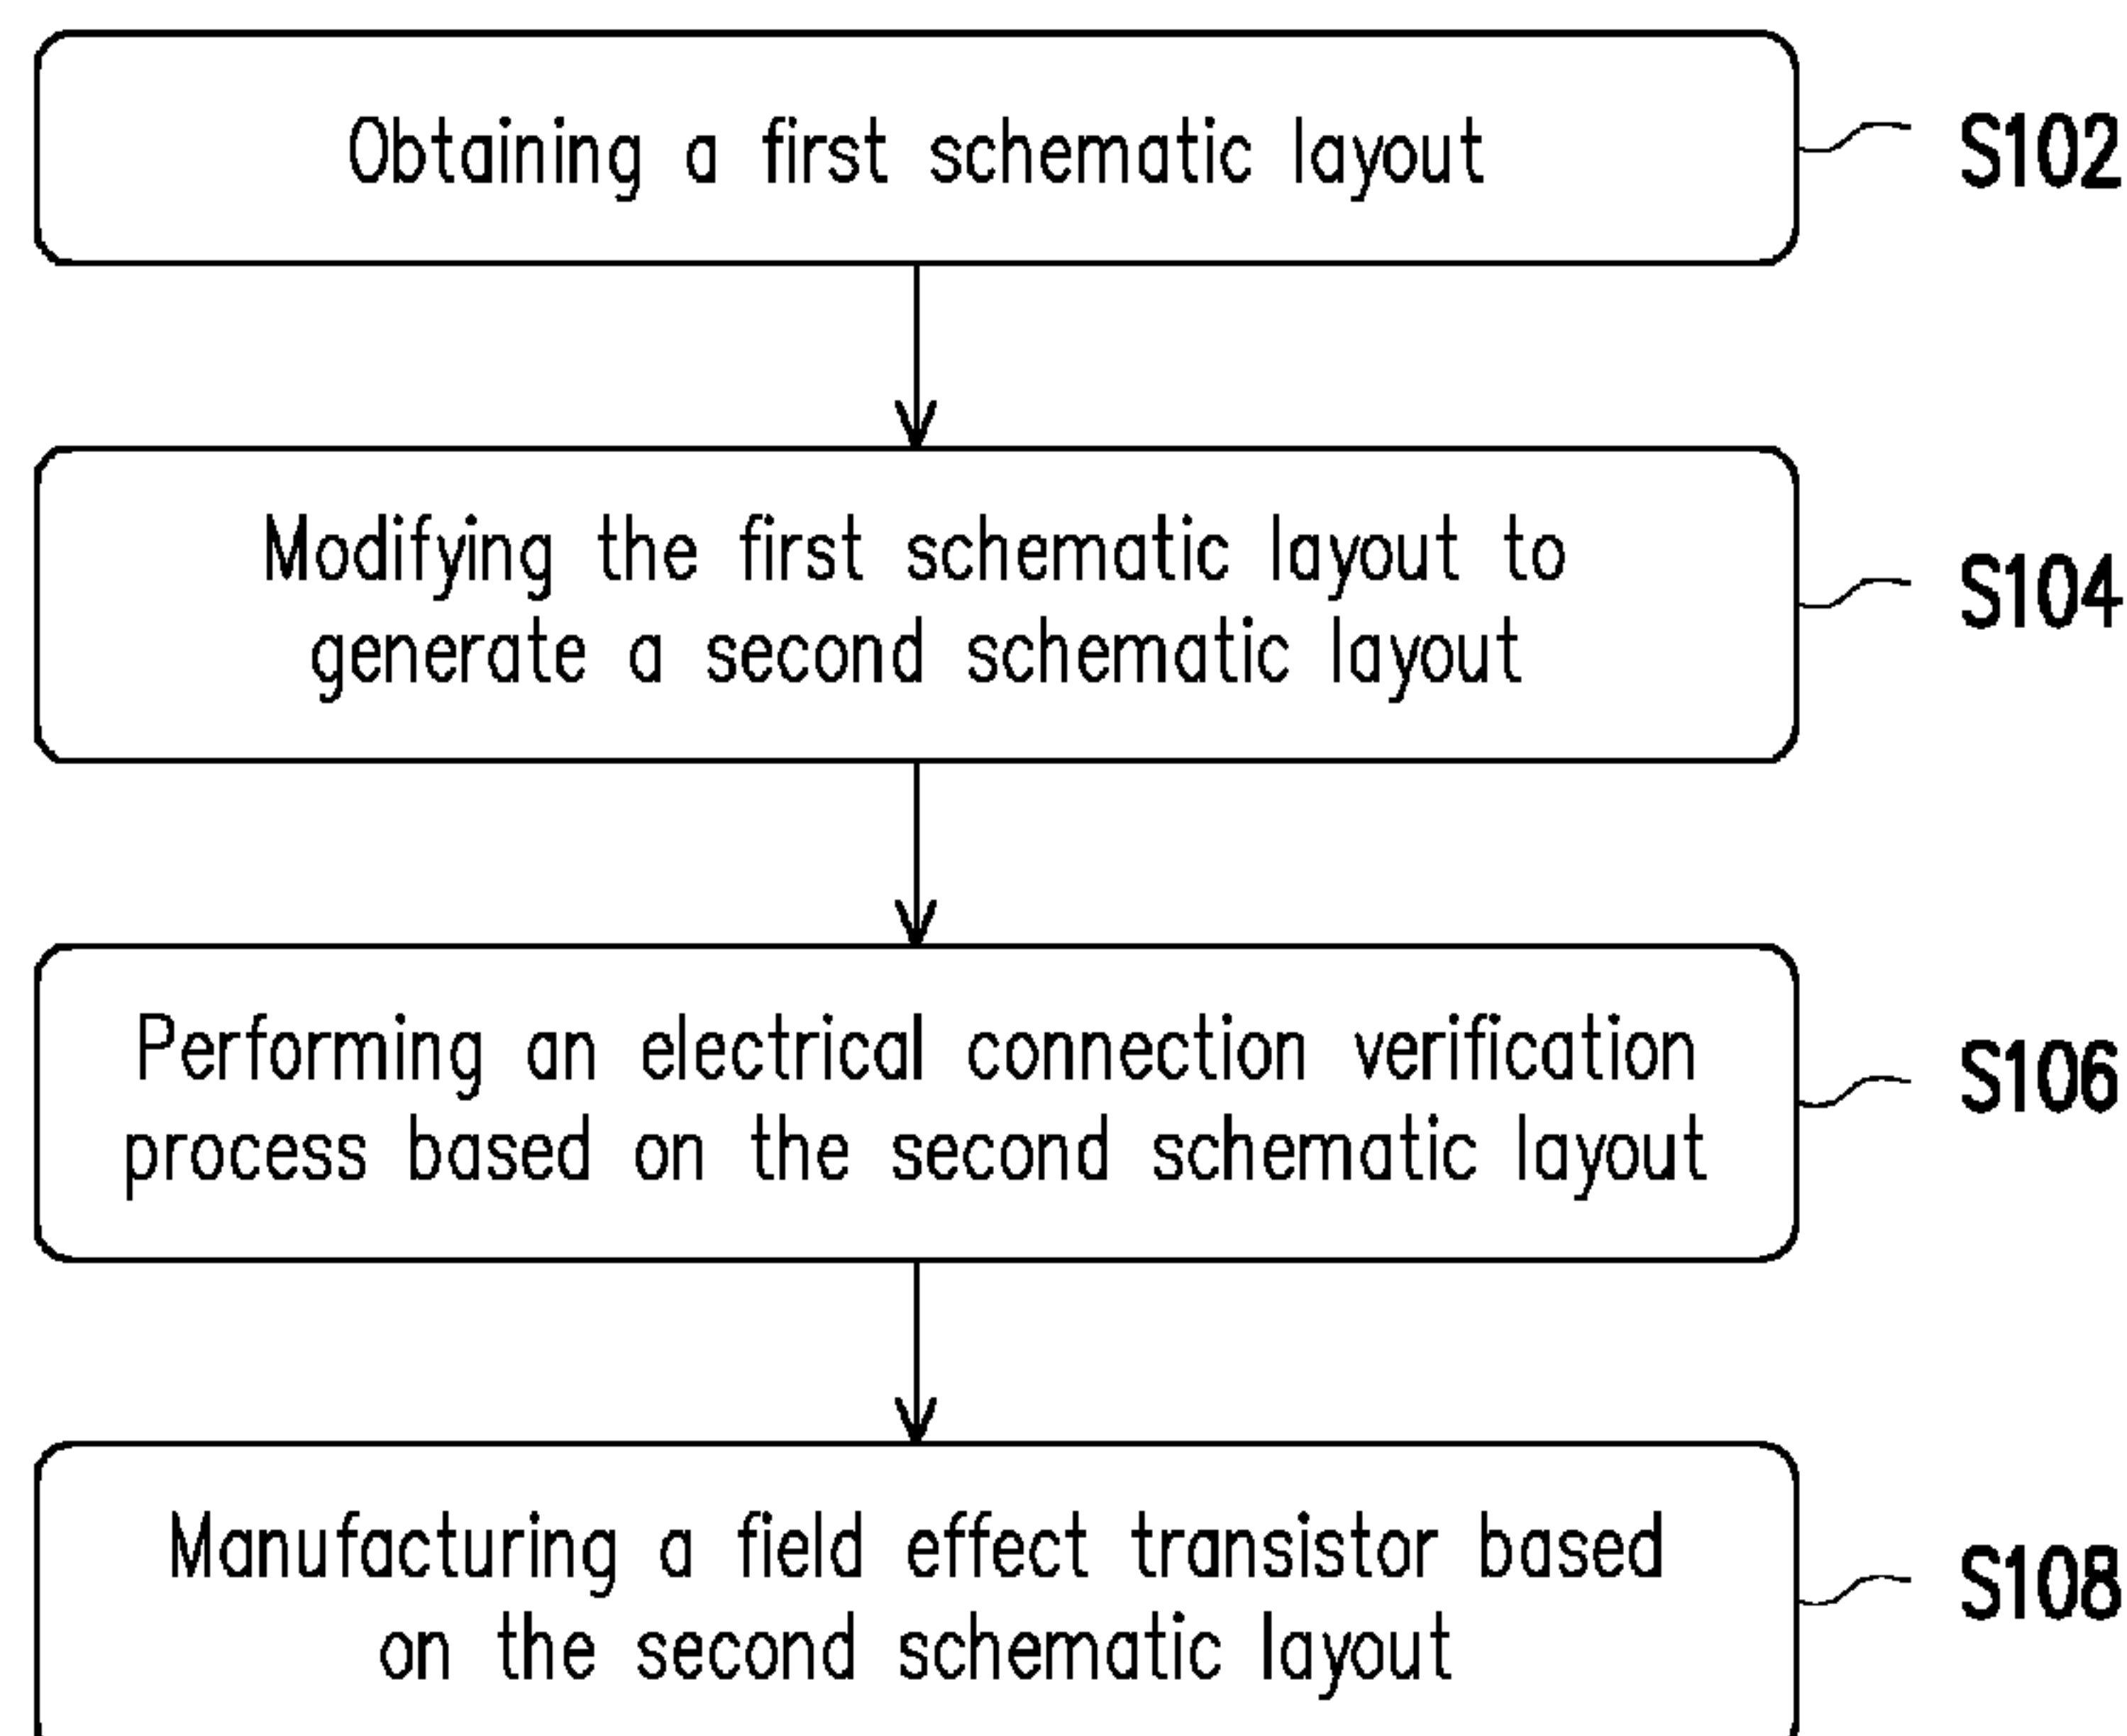 Obtaining a first schematic layout
S102
Modifying the first schematic layout to
generate a second schematic layout
S104
Performing an electrical connection verification
process based on the second schematic layout
S106
Manufacturing a field effect transistor based
on the second schematic layout
S108